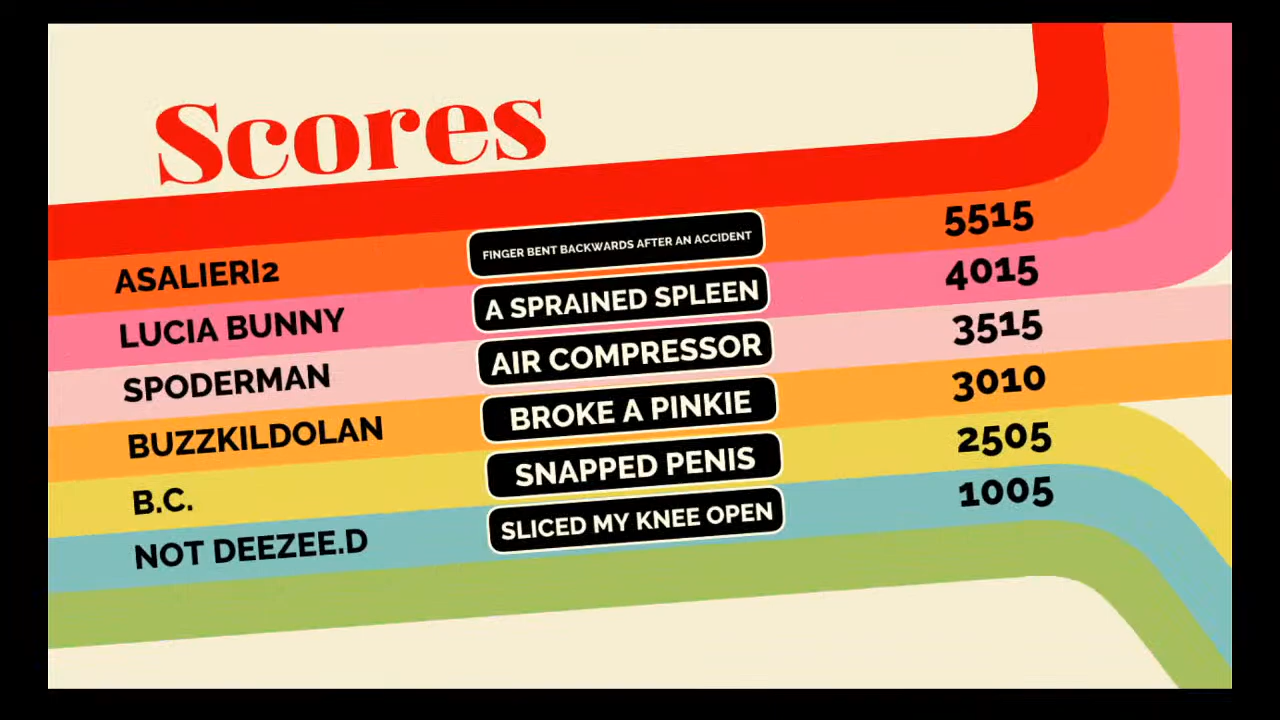 Scores
ASALIERI2 FINGER BENT BACKWARDS AFTER AN ACCIDENT 5515
LUCIA BUNNY A SPRAINED SPLEEN 4015
SPODERMAN AIR COMPRESSOR 3515
BUZZKILDOLAN BROKE A PINKIE 3010
B.C. SNAPPED PENIS 2505
NOT DEEZEE.D SLICED MY KNEE OPEN 1005